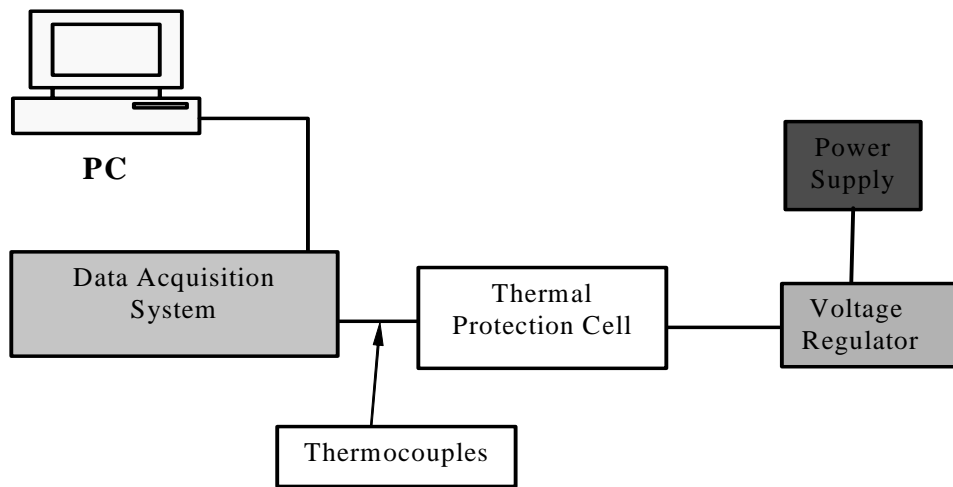 PC
Power
Supply
Data Acquisition
System
Thermal
Protection Cell
Voltage
Regulator
Thermocouples